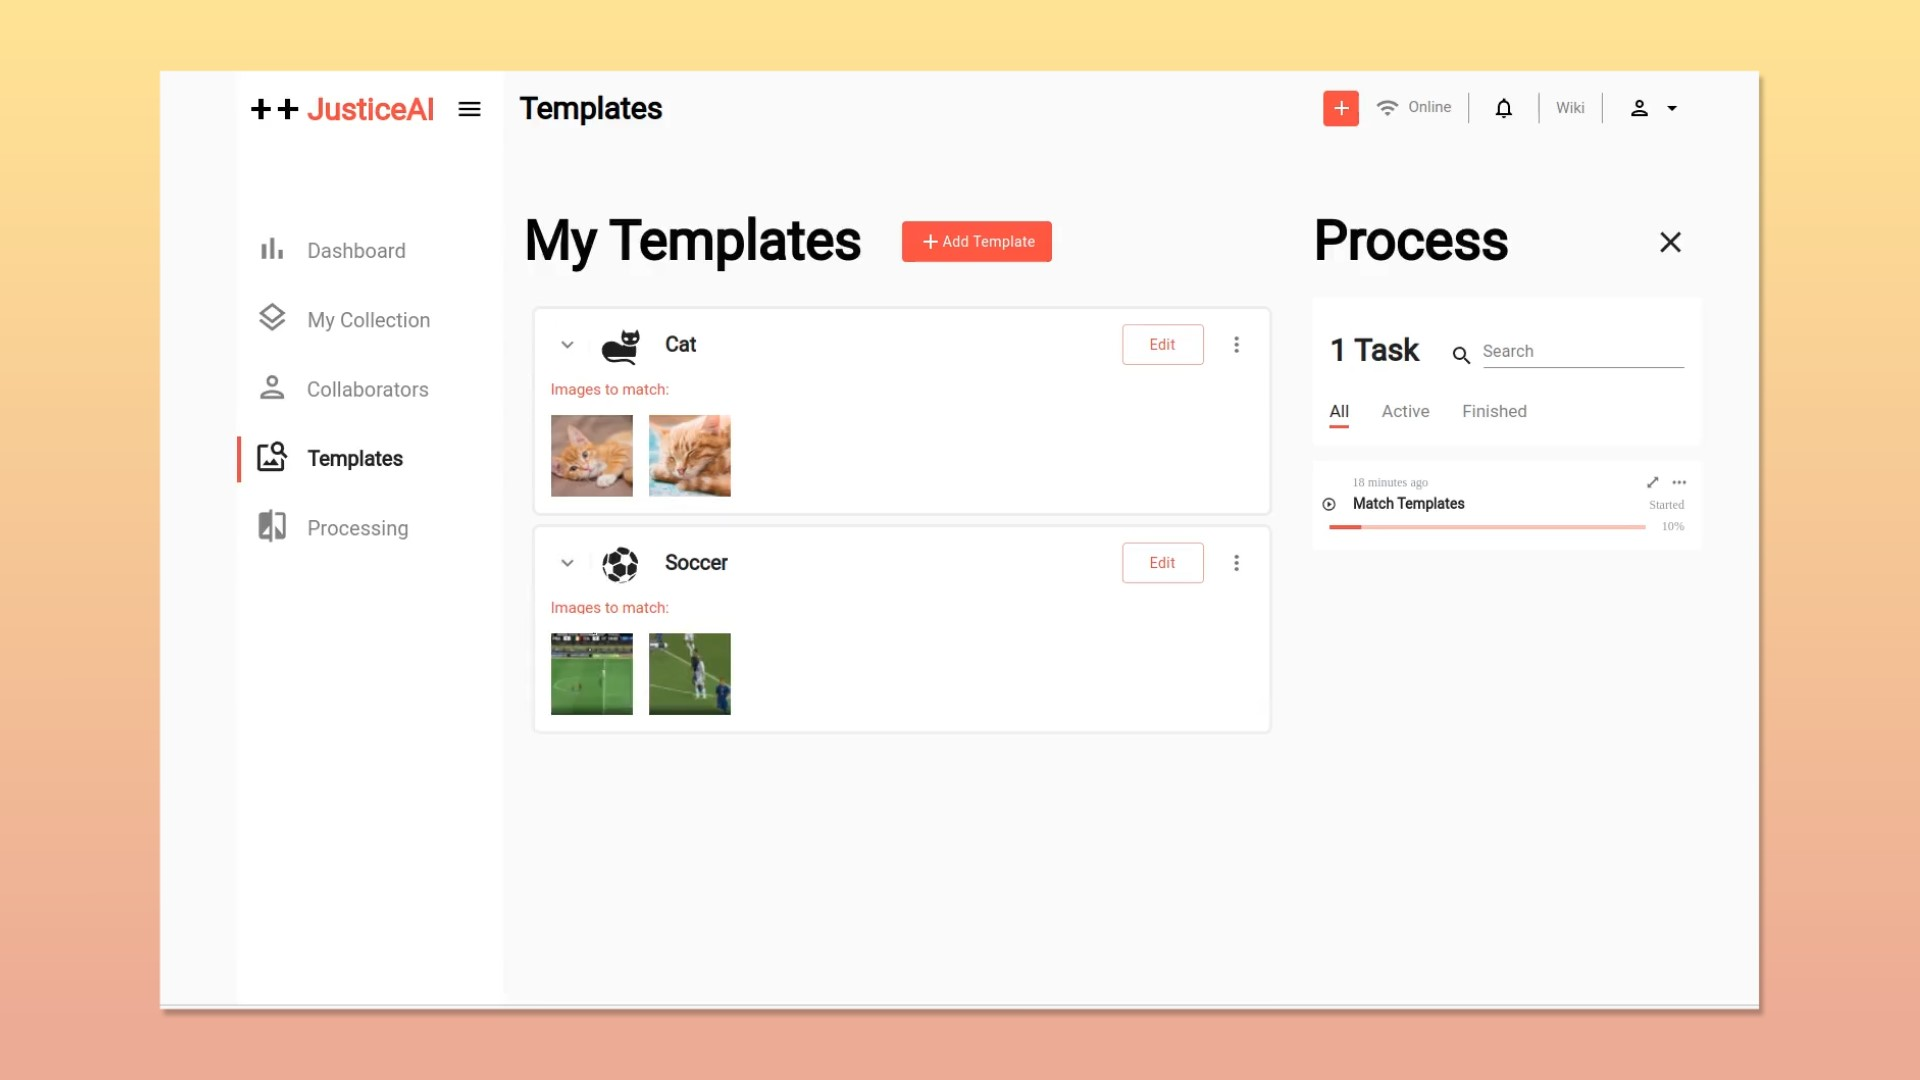 ++ JusticeAI
Templates
Online
Wiki
Dashboard
My Collection
Collaborators
Templates
Processing
My Templates
+ Add Template
Cat
Edit
Images to match:
Soccer
Edit
Images to match:
Process
1 Task
Search
All Active Finished
18 minutes ago
Match Templates
Started
10%